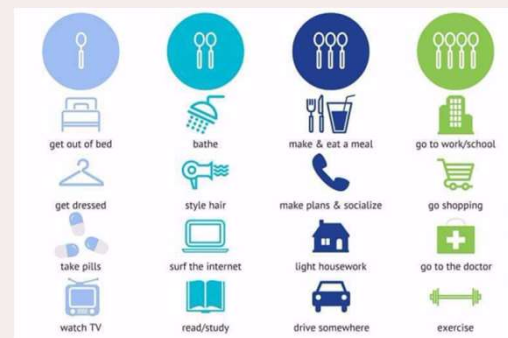 get out of bed
bathe
make & eat a meal
go to work/school
get dressed
style hair
make plans & socialize
go shopping
take pills
surf the internet
light housework
go to the doctor
watch TV
read/study
drive somewhere
exercise